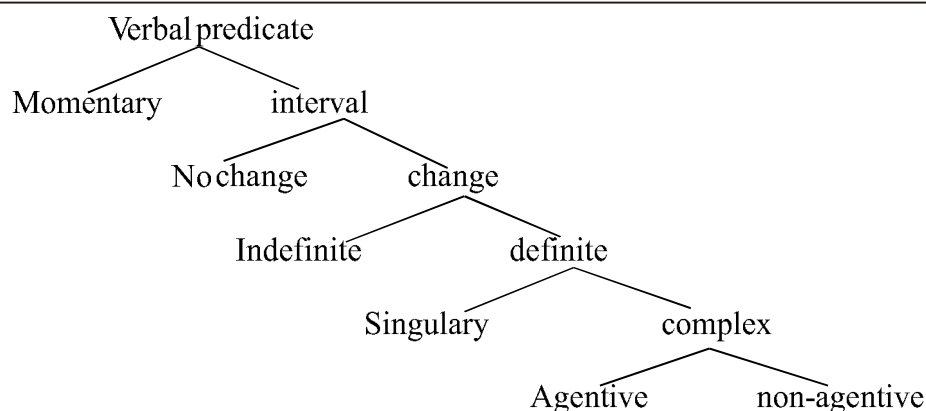 Verbal predicate
Momentary interval
No change change
Indefinite definite
Singulary complex
Agentive non-agentive